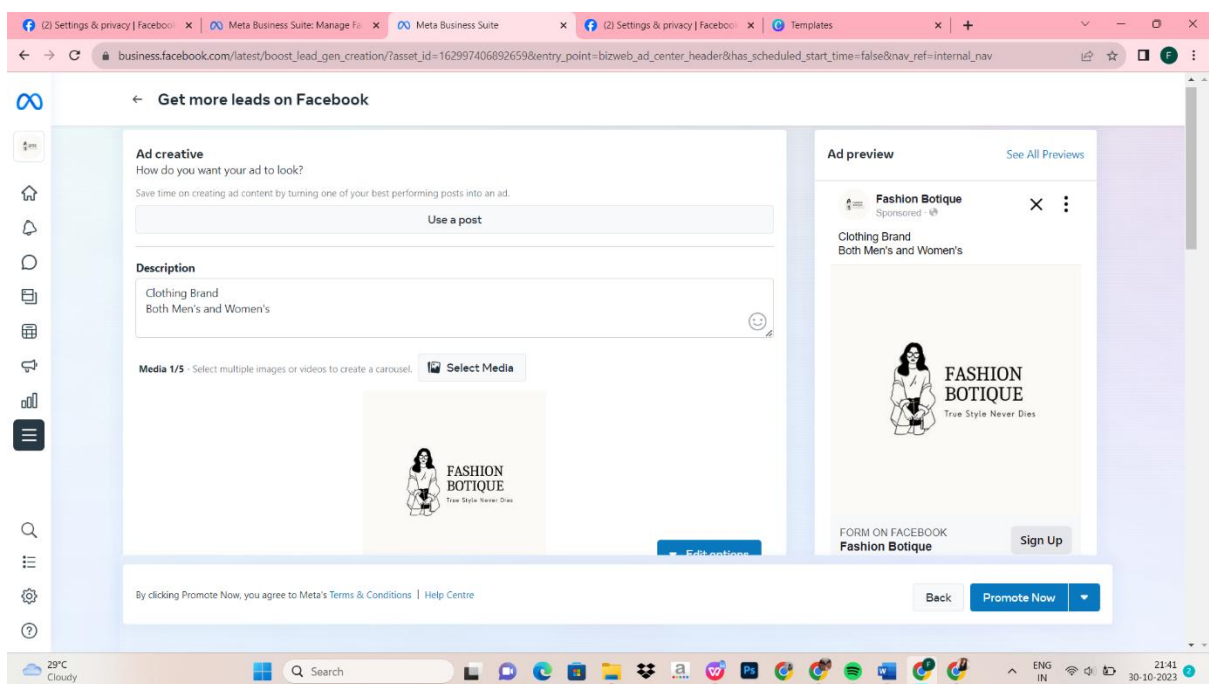 (2) Settings & privacy | Facebool
Meta Business Suite: Manage Fa
Meta Business Suite
(2) Settings & privacy | Facebool
Templates
business.facebook.com/latest/boost_lead_gen_creation/?asset_id=162997406892659&entry_point=bizweb_ad_center_header&has_scheduled_start_time=false&nav_ref=internal_nav
F
Get more leads on Facebook
Ad creative
How do you want your ad to look?
Save time on creating ad content by turning one of your best performing posts into an ad.
Use a post
Description
Clothing Brand
Both Men's and Women's
Media 1/5 - Select multiple images or videos to create a carousel.
Select Media
FASHION
BOTIQUE
True Style Never Dies
Edit options
Ad preview
See All Previews
Fashion Botique
Sponsored ·
Clothing Brand
Both Men's and Women's
FASHION
BOTIQUE
True Style Never Dies
FORM ON FACEBOOK
Fashion Botique
Sign Up
By clicking Promote Now, you agree to Meta's Terms & Conditions | Help Centre
Back
Promote Now
29°C
Cloudy
Search
a
Ps
ENG
IN
21:41
30-10-2023
2